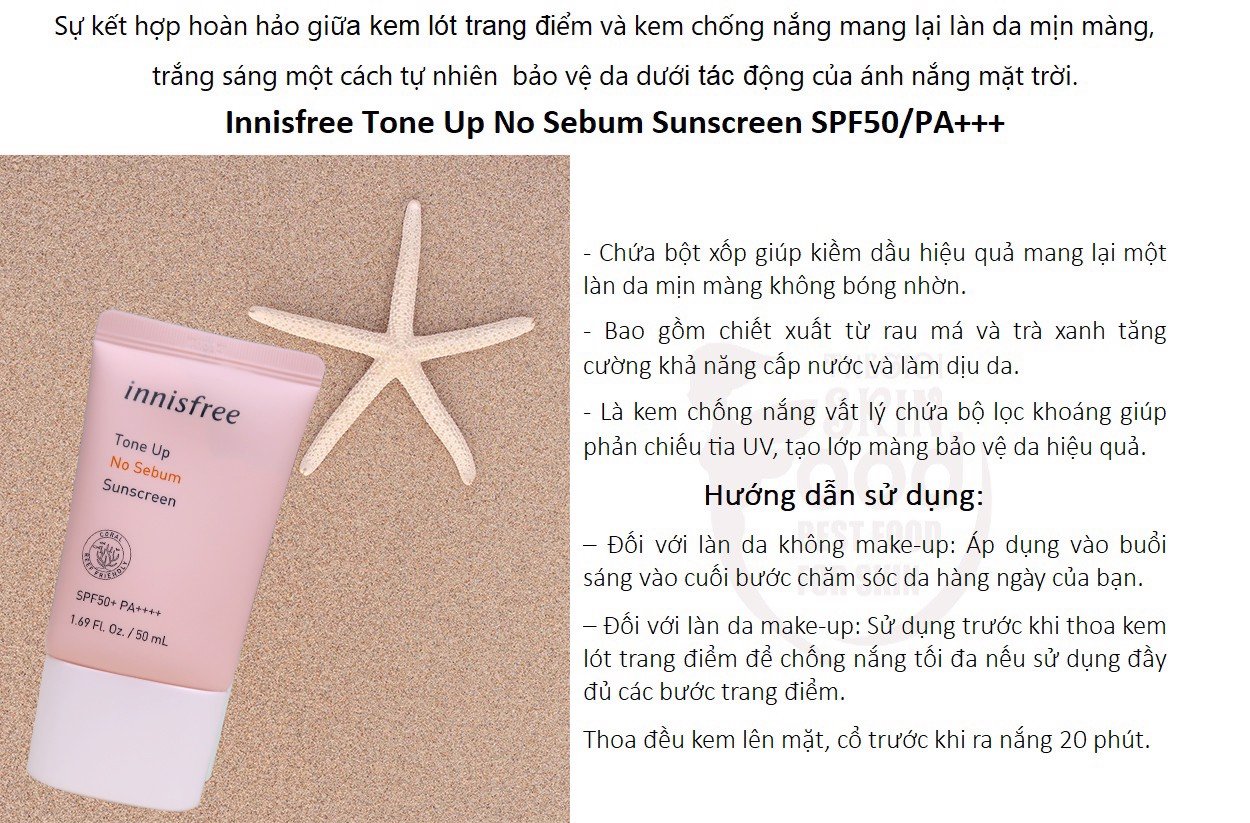 Sự kết hợp hoàn hảo giữa kem lót trang điểm và kem chống nắng mang lại làn da mịn màng,
trắng sáng một cách tự nhiên bảo vệ da dưới tác động của ánh nắng mặt trời.
Innisfree Tone Up No Sebum Sunscreen SPF50/PA+++
innisfree
Tone Up
No Sebum
Sunscreen
CORAL
REEF FRIENDLY
SPF50+ PA++++
1.69 Fl. Oz. / 50 mL
- Chứa bột xốp giúp kiềm dầu hiệu quả mang lại một
làn da mịn màng không bóng nhờn.
- Bao gồm chiết xuất từ rau má và trà xanh tăng
cường khả năng cấp nước và làm dịu da.
- Là kem chống nắng vất lý chứa bộ lọc khoáng giúp
phản chiếu tia UV, tạo lớp màng bảo vệ da hiệu quả.
Hướng dẫn sử dụng:
– Đối với làn da không make-up: Áp dụng vào buổi
sáng vào cuối bước chăm sóc da hàng ngày của bạn.
– Đối với làn da make-up: Sử dụng trước khi thoa kem
lót trang điểm để chống nắng tối đa nếu sử dụng đầy
đủ các bước trang điểm.
Thoa đều kem lên mặt, cổ trước khi ra nắng 20 phút.
SKIN
Food
BEST FOOD
FOR SKIN